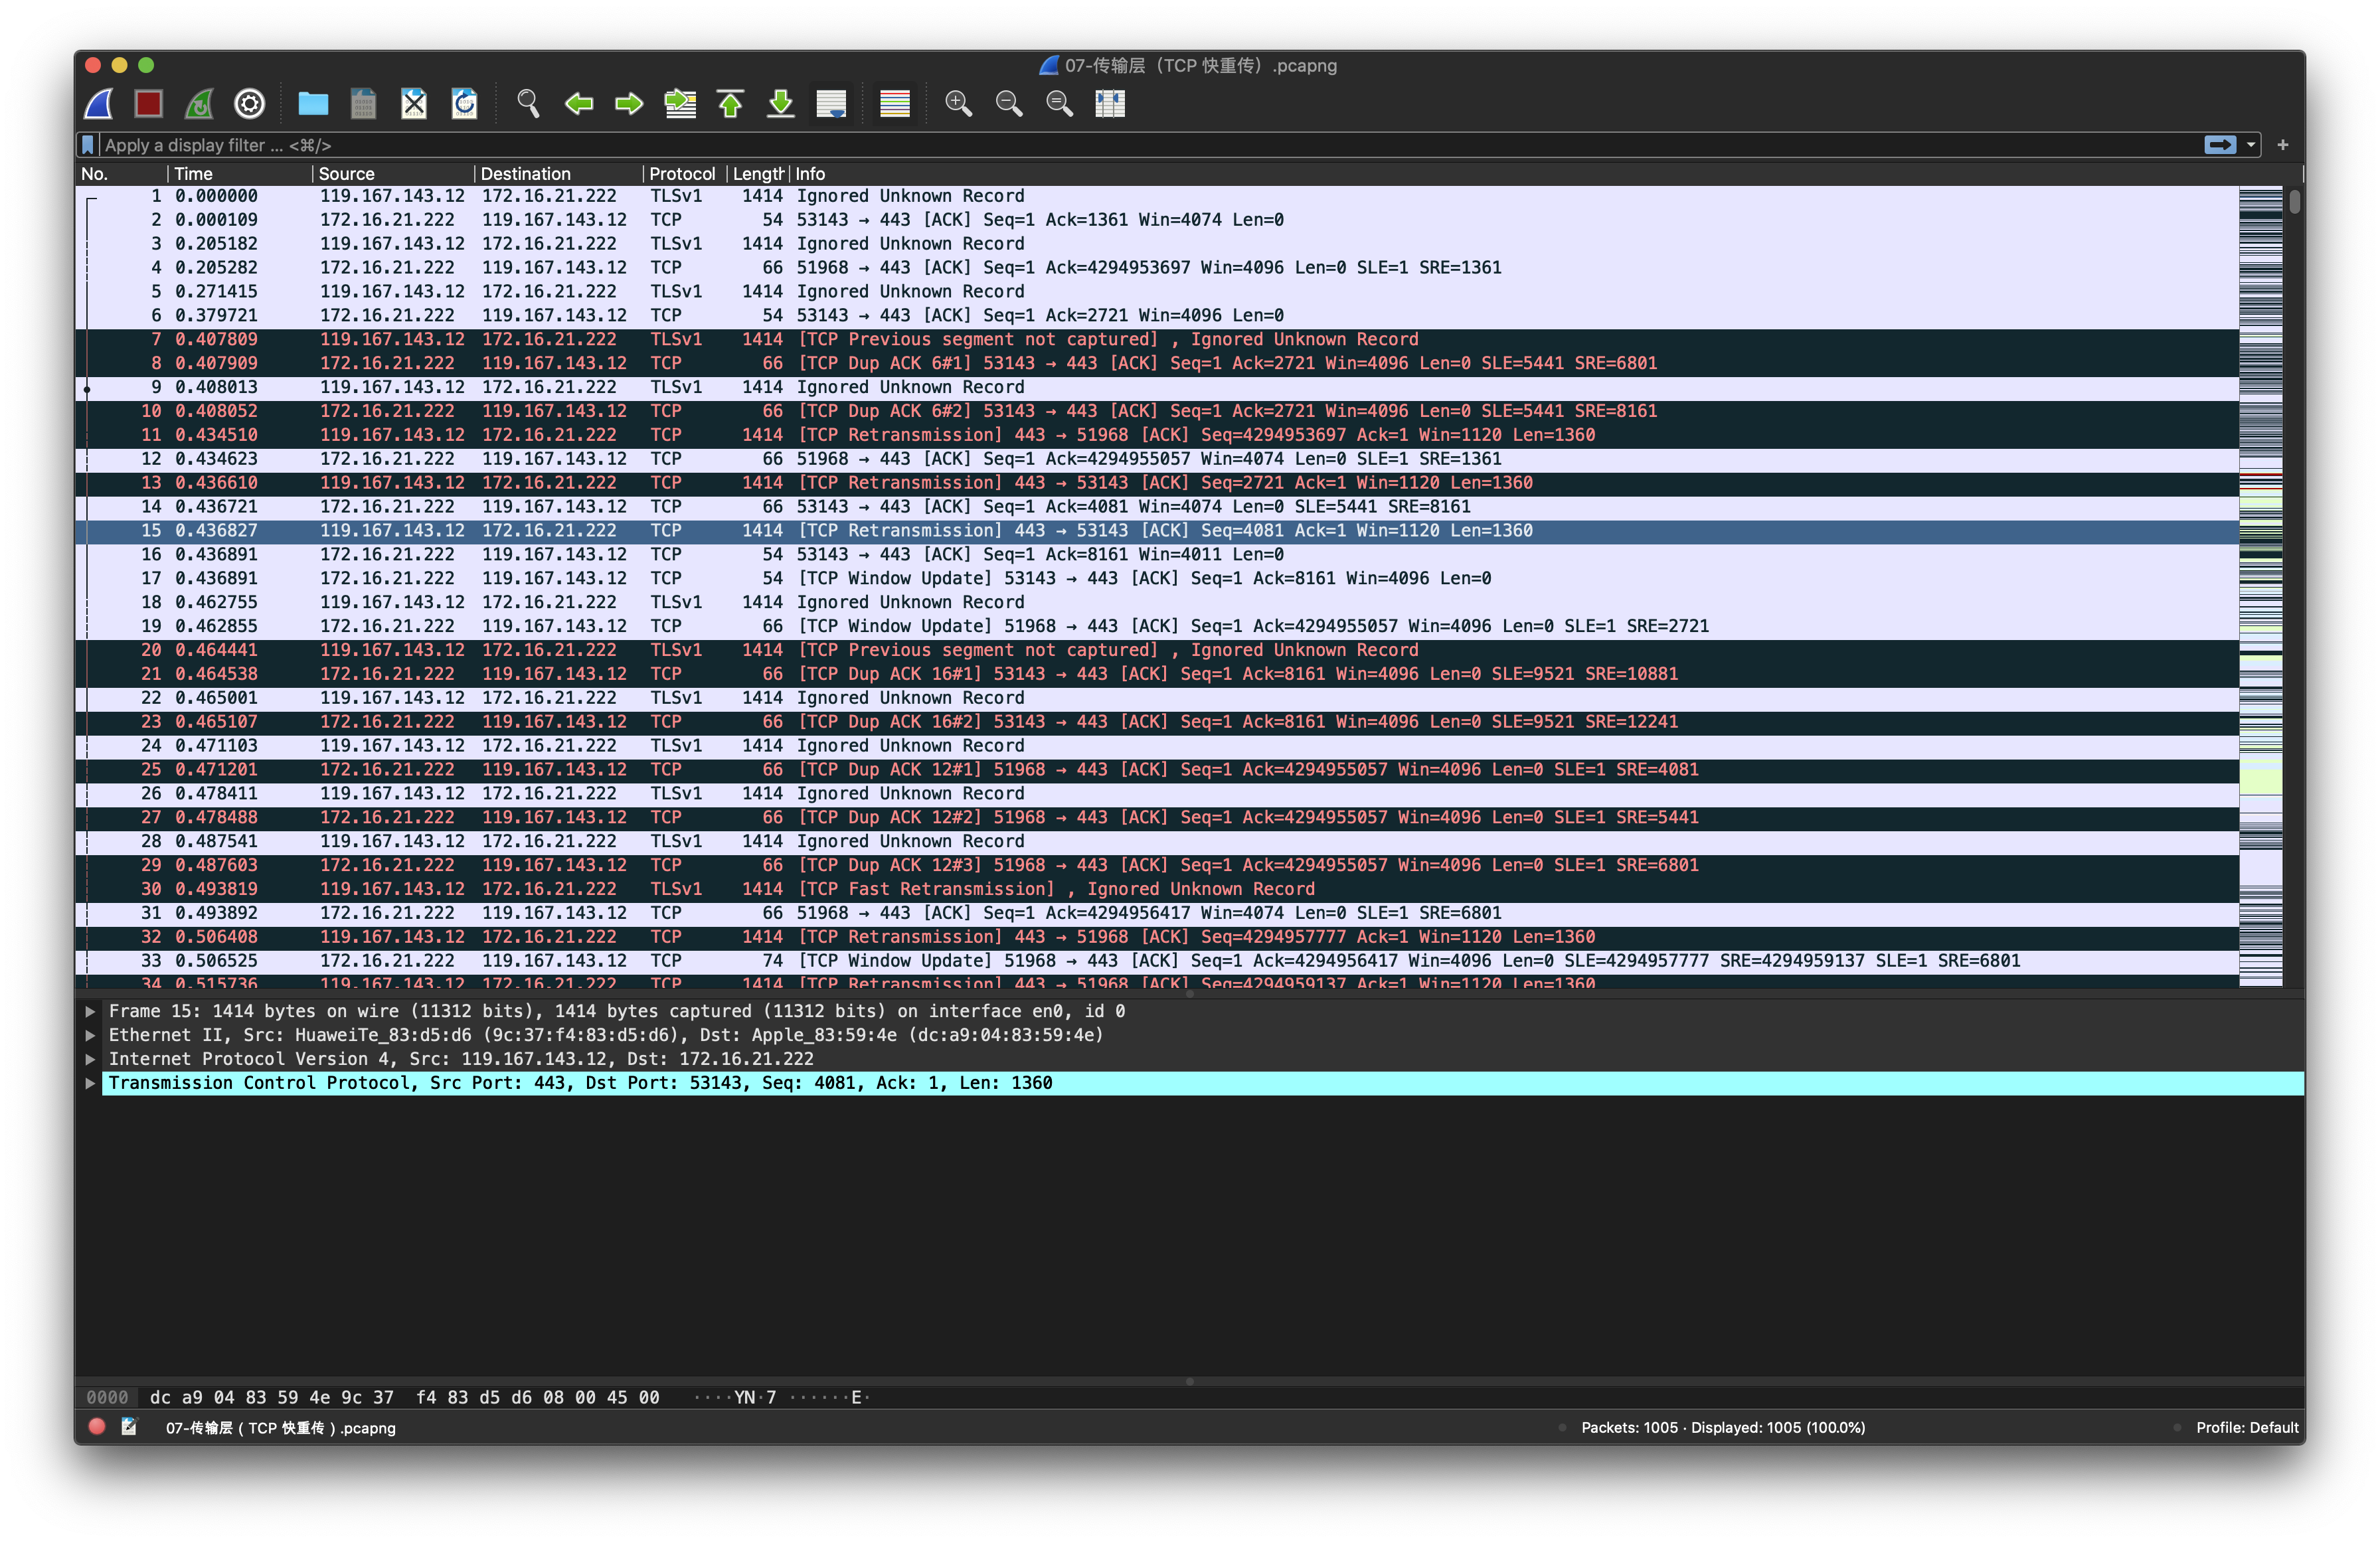 07-传输层（TCP 快重传）.pcapng
Apply a display filter ... <⌘/>
No. Time Source Destination Protocol Length Info
1 0.000000 119.167.143.12 172.16.21.222 TLSv1 1414 Ignored Unknown Record
2 0.000109 172.16.21.222 119.167.143.12 TCP 54 53143 → 443 [ACK] Seq=1 Ack=1361 Win=4074 Len=0
3 0.205182 119.167.143.12 172.16.21.222 TLSv1 1414 Ignored Unknown Record
4 0.205282 172.16.21.222 119.167.143.12 TCP 66 51968 → 443 [ACK] Seq=1 Ack=4294953697 Win=4096 Len=0 SLE=1 SRE=1361
5 0.271415 119.167.143.12 172.16.21.222 TLSv1 1414 Ignored Unknown Record
6 0.379721 172.16.21.222 119.167.143.12 TCP 54 53143 → 443 [ACK] Seq=1 Ack=2721 Win=4096 Len=0
7 0.407809 119.167.143.12 172.16.21.222 TLSv1 1414 [TCP Previous segment not captured] , Ignored Unknown Record
8 0.407909 172.16.21.222 119.167.143.12 TCP 66 [TCP Dup ACK 6#1] 53143 → 443 [ACK] Seq=1 Ack=2721 Win=4096 Len=0 SLE=5441 SRE=6801
9 0.408013 119.167.143.12 172.16.21.222 TLSv1 1414 Ignored Unknown Record
10 0.408052 172.16.21.222 119.167.143.12 TCP 66 [TCP Dup ACK 6#2] 53143 → 443 [ACK] Seq=1 Ack=2721 Win=4096 Len=0 SLE=5441 SRE=8161
11 0.434510 119.167.143.12 172.16.21.222 TCP 1414 [TCP Retransmission] 443 → 51968 [ACK] Seq=4294953697 Ack=1 Win=1120 Len=1360
12 0.434623 172.16.21.222 119.167.143.12 TCP 66 51968 → 443 [ACK] Seq=1 Ack=4294955057 Win=4074 Len=0 SLE=1 SRE=1361
13 0.436610 119.167.143.12 172.16.21.222 TCP 1414 [TCP Retransmission] 443 → 53143 [ACK] Seq=2721 Ack=1 Win=1120 Len=1360
14 0.436721 172.16.21.222 119.167.143.12 TCP 66 53143 → 443 [ACK] Seq=1 Ack=4081 Win=4074 Len=0 SLE=5441 SRE=8161
15 0.436827 119.167.143.12 172.16.21.222 TCP 1414 [TCP Retransmission] 443 → 53143 [ACK] Seq=4081 Ack=1 Win=1120 Len=1360
16 0.436891 172.16.21.222 119.167.143.12 TCP 54 53143 → 443 [ACK] Seq=1 Ack=8161 Win=4011 Len=0
17 0.436891 172.16.21.222 119.167.143.12 TCP 54 [TCP Window Update] 53143 → 443 [ACK] Seq=1 Ack=8161 Win=4096 Len=0
18 0.462755 119.167.143.12 172.16.21.222 TLSv1 1414 Ignored Unknown Record
19 0.462855 172.16.21.222 119.167.143.12 TCP 66 [TCP Window Update] 51968 → 443 [ACK] Seq=1 Ack=4294955057 Win=4096 Len=0 SLE=1 SRE=2721
20 0.464441 119.167.143.12 172.16.21.222 TLSv1 1414 [TCP Previous segment not captured] , Ignored Unknown Record
21 0.464538 172.16.21.222 119.167.143.12 TCP 66 [TCP Dup ACK 16#1] 53143 → 443 [ACK] Seq=1 Ack=8161 Win=4096 Len=0 SLE=9521 SRE=10881
22 0.465001 119.167.143.12 172.16.21.222 TLSv1 1414 Ignored Unknown Record
23 0.465107 172.16.21.222 119.167.143.12 TCP 66 [TCP Dup ACK 16#2] 53143 → 443 [ACK] Seq=1 Ack=8161 Win=4096 Len=0 SLE=9521 SRE=12241
24 0.471103 119.167.143.12 172.16.21.222 TLSv1 1414 Ignored Unknown Record
25 0.471201 172.16.21.222 119.167.143.12 TCP 66 [TCP Dup ACK 12#1] 51968 → 443 [ACK] Seq=1 Ack=4294955057 Win=4096 Len=0 SLE=1 SRE=4081
26 0.478411 119.167.143.12 172.16.21.222 TLSv1 1414 Ignored Unknown Record
27 0.478488 172.16.21.222 119.167.143.12 TCP 66 [TCP Dup ACK 12#2] 51968 → 443 [ACK] Seq=1 Ack=4294955057 Win=4096 Len=0 SLE=1 SRE=5441
28 0.487541 119.167.143.12 172.16.21.222 TLSv1 1414 Ignored Unknown Record
29 0.487603 172.16.21.222 119.167.143.12 TCP 66 [TCP Dup ACK 12#3] 51968 → 443 [ACK] Seq=1 Ack=4294955057 Win=4096 Len=0 SLE=1 SRE=6801
30 0.493819 119.167.143.12 172.16.21.222 TLSv1 1414 [TCP Fast Retransmission] , Ignored Unknown Record
31 0.493892 172.16.21.222 119.167.143.12 TCP 66 51968 → 443 [ACK] Seq=1 Ack=4294956417 Win=4074 Len=0 SLE=1 SRE=6801
32 0.506408 119.167.143.12 172.16.21.222 TCP 1414 [TCP Retransmission] 443 → 51968 [ACK] Seq=4294957777 Ack=1 Win=1120 Len=1360
33 0.506525 172.16.21.222 119.167.143.12 TCP 74 [TCP Window Update] 51968 → 443 [ACK] Seq=1 Ack=4294956417 Win=4096 Len=0 SLE=4294957777 SRE=4294959137 SLE=1 SRE=6801
34 0.515736 119.167.143.12 172.16.21.222 TCP 1414 [TCP Retransmission] 443 → 51968 [ACK] Seq=4294959137 Ack=1 Win=1120 Len=1360
Frame 15: 1414 bytes on wire (11312 bits), 1414 bytes captured (11312 bits) on interface en0, id 0
Ethernet II, Src: HuaweiTe_83:d5:d6 (9c:37:f4:83:d5:d6), Dst: Apple_83:59:4e (dc:a9:04:83:59:4e)
Internet Protocol Version 4, Src: 119.167.143.12, Dst: 172.16.21.222
Transmission Control Protocol, Src Port: 443, Dst Port: 53143, Seq: 4081, Ack: 1, Len: 1360
0000 dc a9 04 83 59 4e 9c 37 f4 83 d5 d6 08 00 45 00 ····YN·7 ······E·
07-传输层（TCP 快重传）.pcapng Packets: 1005 · Displayed: 1005 (100.0%) Profile: Default